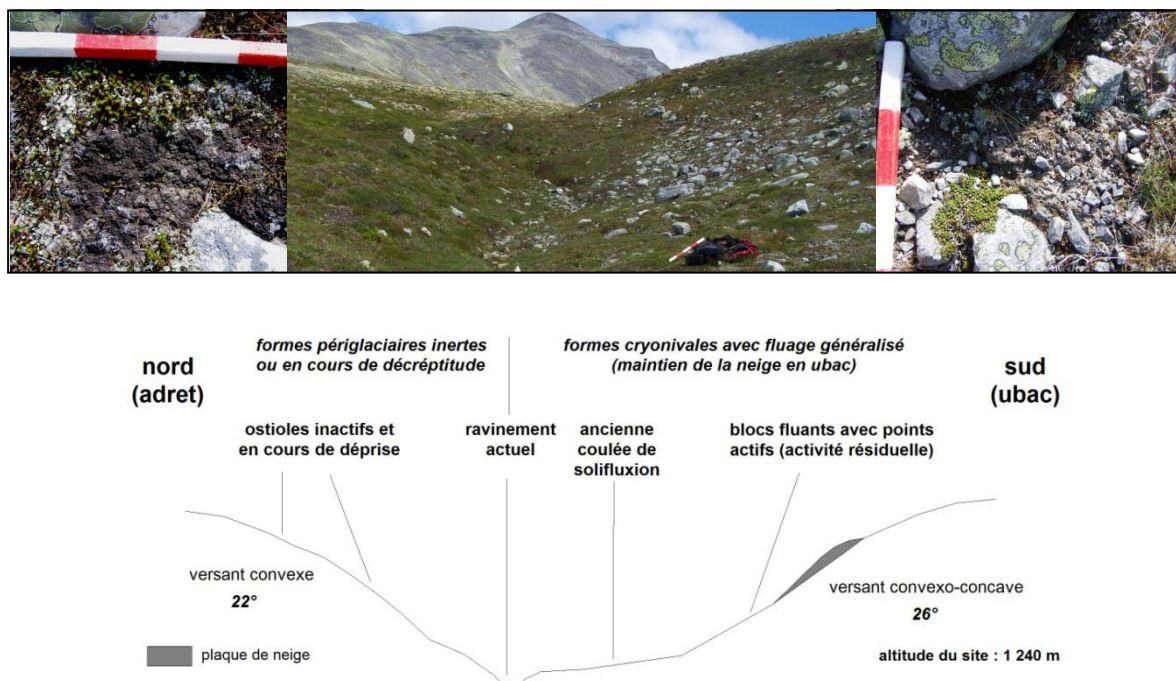 formes périglaciaires inertes
ou en cours de décréptitude
formes cryonivales avec fluage généralisé
(maintien de la neige en ubac)
nord
(adret)
sud
(ubac)
ostioles inactifs et
en cours de déprise
ravinement
actuel
ancienne
coulée de
solifluxion
blocs fluants avec points
actifs (activité résiduelle)
versant convexe
22°
versant convexo-concave
26°
plaque de neige
altitude du site : 1 240 m